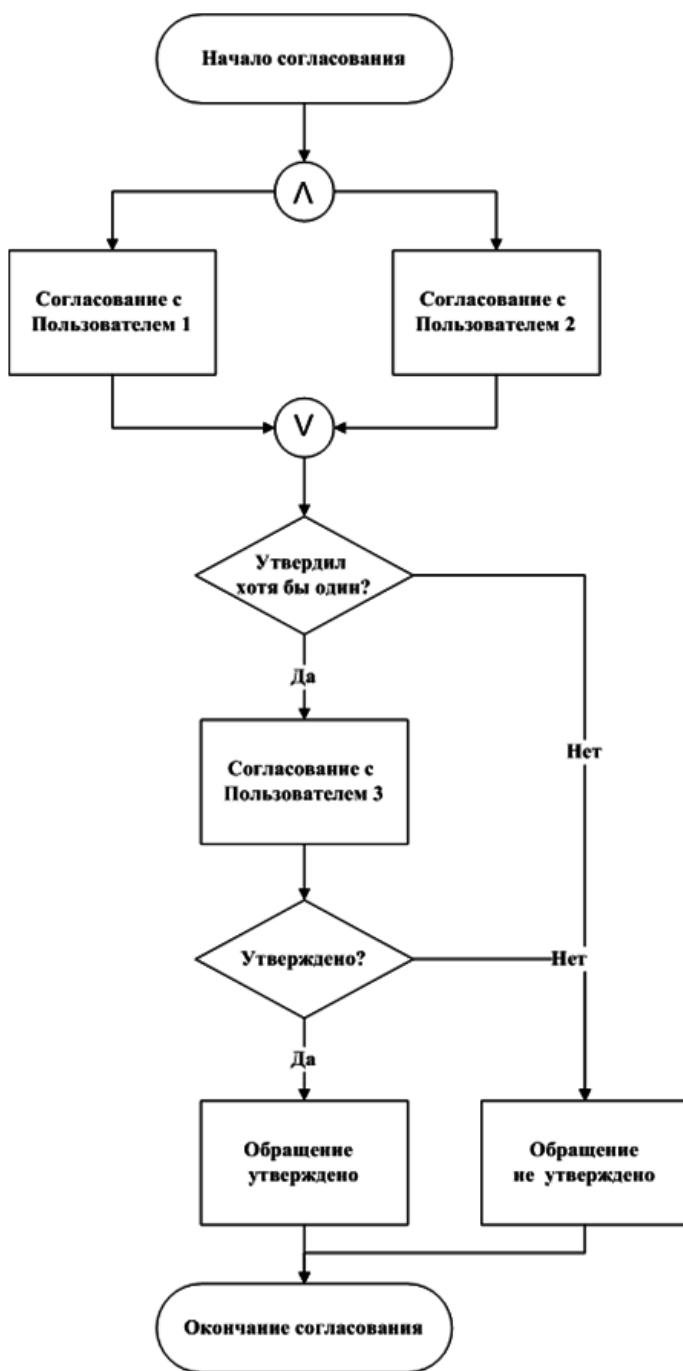 Начало согласования
Λ
Согласование с
Пользователем 1
Согласование с
Пользователем 2
V
Утвердил
хотя бы один?
Да
Нет
Согласование с
Пользователем 3
Утверждено?
Нет
Да
Обращение
утверждено
Обращение
не утверждено
Окончание согласования